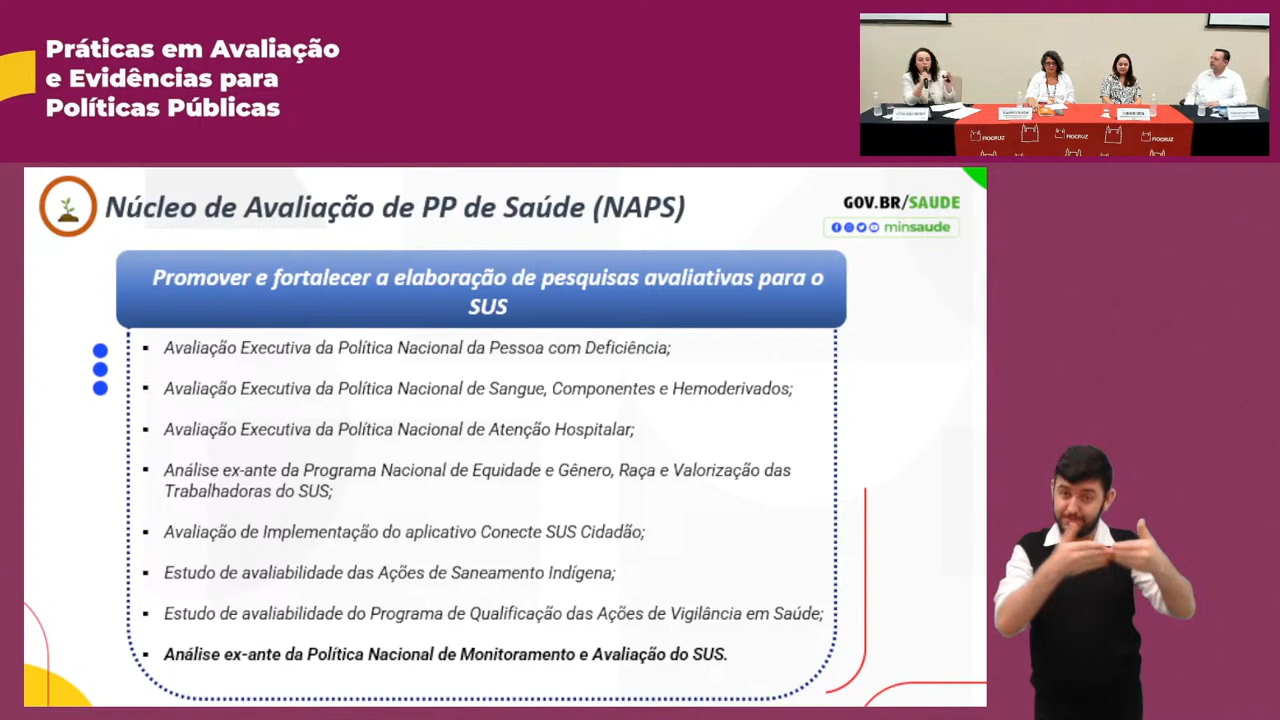 Práticas em Avaliação
e Evidências para
Políticas Públicas
FIOCRUZ
FIOCRUZ
FIOCRUZ
Núcleo de Avaliação de PP de Saúde (NAPS)
GOV.BR/SAUDE
minsaude
Promover e fortalecer a elaboração de pesquisas avaliativas para o
SUS
▪ Avaliação Executiva da Política Nacional da Pessoa com Deficiência;
▪ Avaliação Executiva da Política Nacional de Sangue, Componentes e Hemoderivados;
▪ Avaliação Executiva da Política Nacional de Atenção Hospitalar;
▪ Análise ex-ante da Programa Nacional de Equidade e Gênero, Raça e Valorização das
Trabalhadoras do SUS;
▪ Avaliação de Implementação do aplicativo Conecte SUS Cidadão;
▪ Estudo de avaliabilidade das Ações de Saneamento Indígena;
▪ Estudo de avaliabilidade do Programa de Qualificação das Ações de Vigilância em Saúde;
▪ Análise ex-ante da Política Nacional de Monitoramento e Avaliação do SUS.